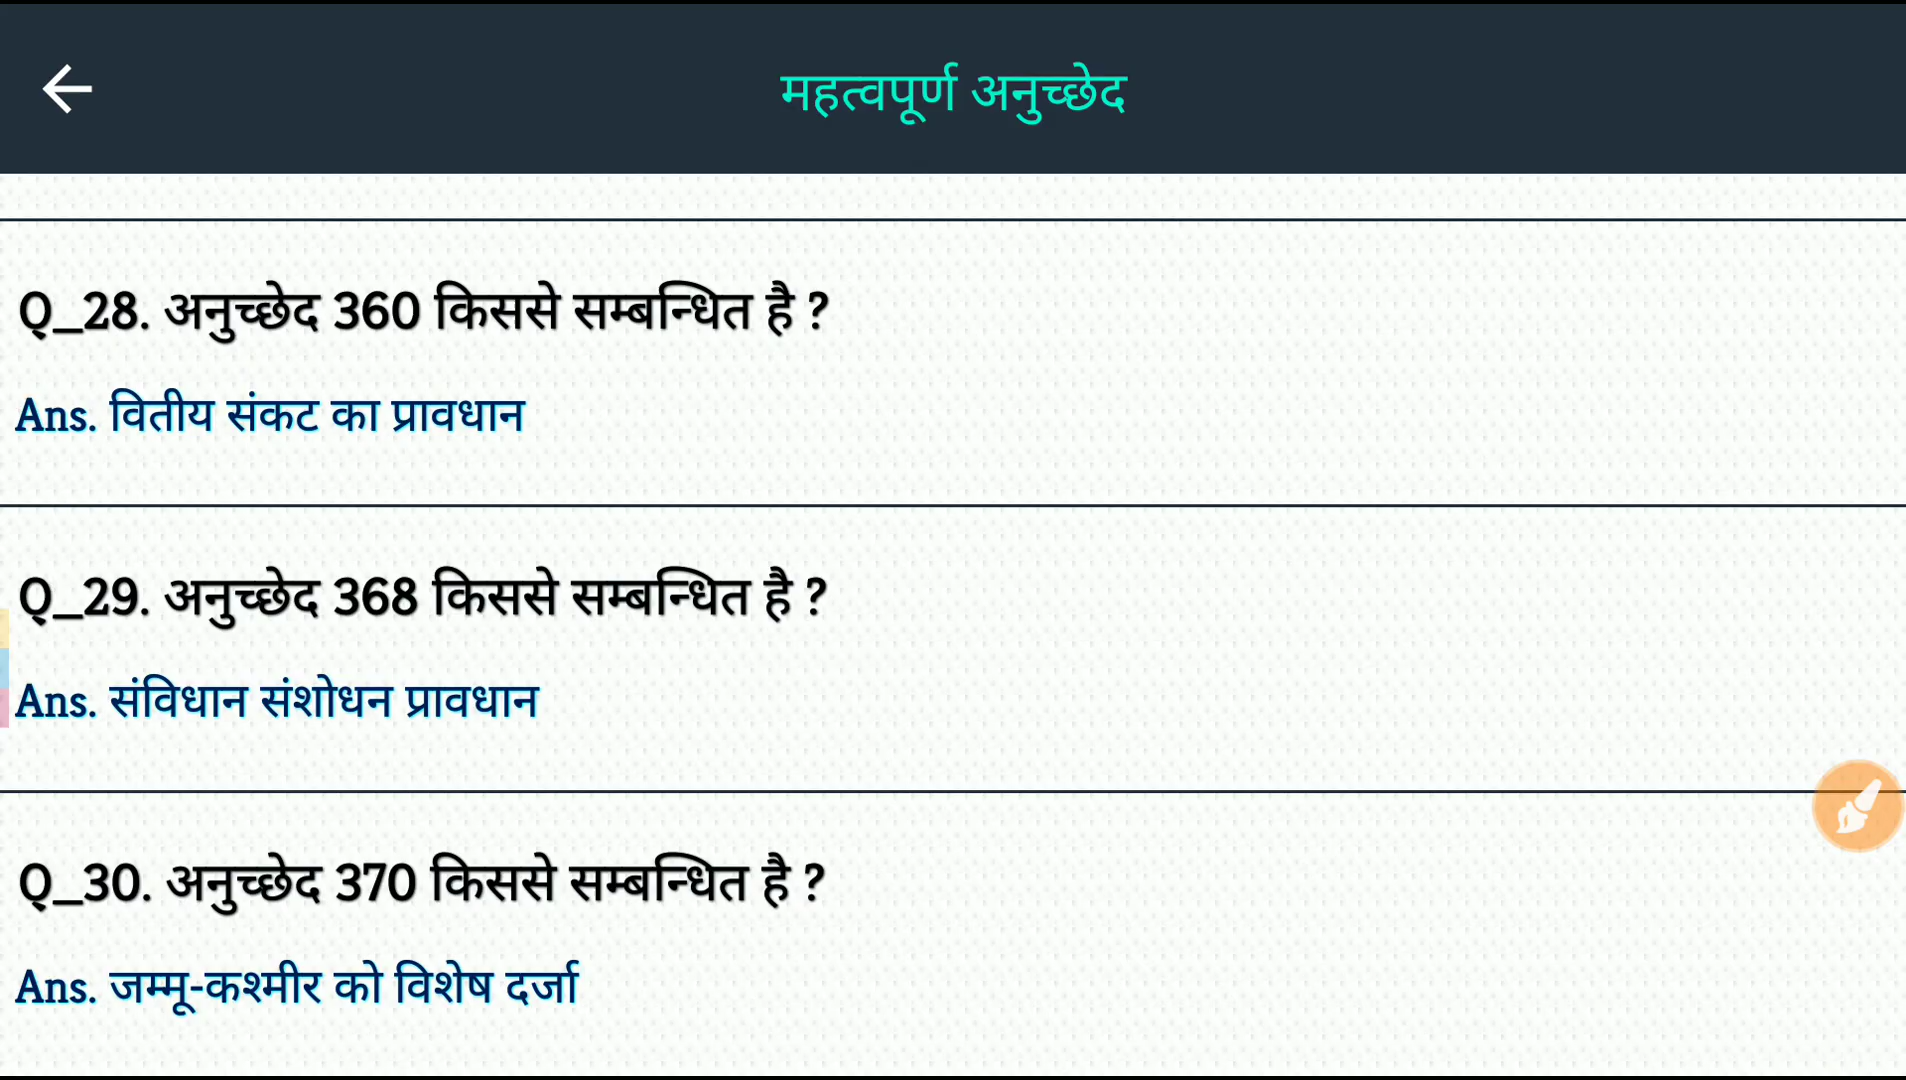 महत्वपूर्ण अनुच्छेद
Q_28. अनुच्छेद 360 किससे सम्बन्धित है ?
Ans. वितीय संकट का प्रावधान
Q_29. अनुच्छेद 368 किससे सम्बन्धित है ?
Ans. संविधान संशोधन प्रावधान
Q_30. अनुच्छेद 370 किससे सम्बन्धित है ?
Ans. जम्मू-कश्मीर को विशेष दर्जा